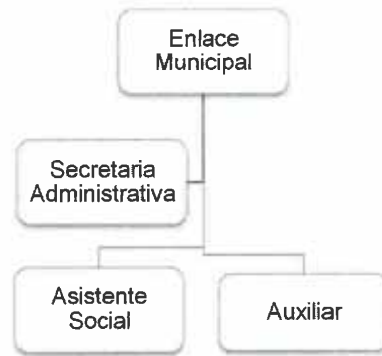 Enlace
Municipal
Secretaria
Administrativa
Asistente
Social
Auxiliar